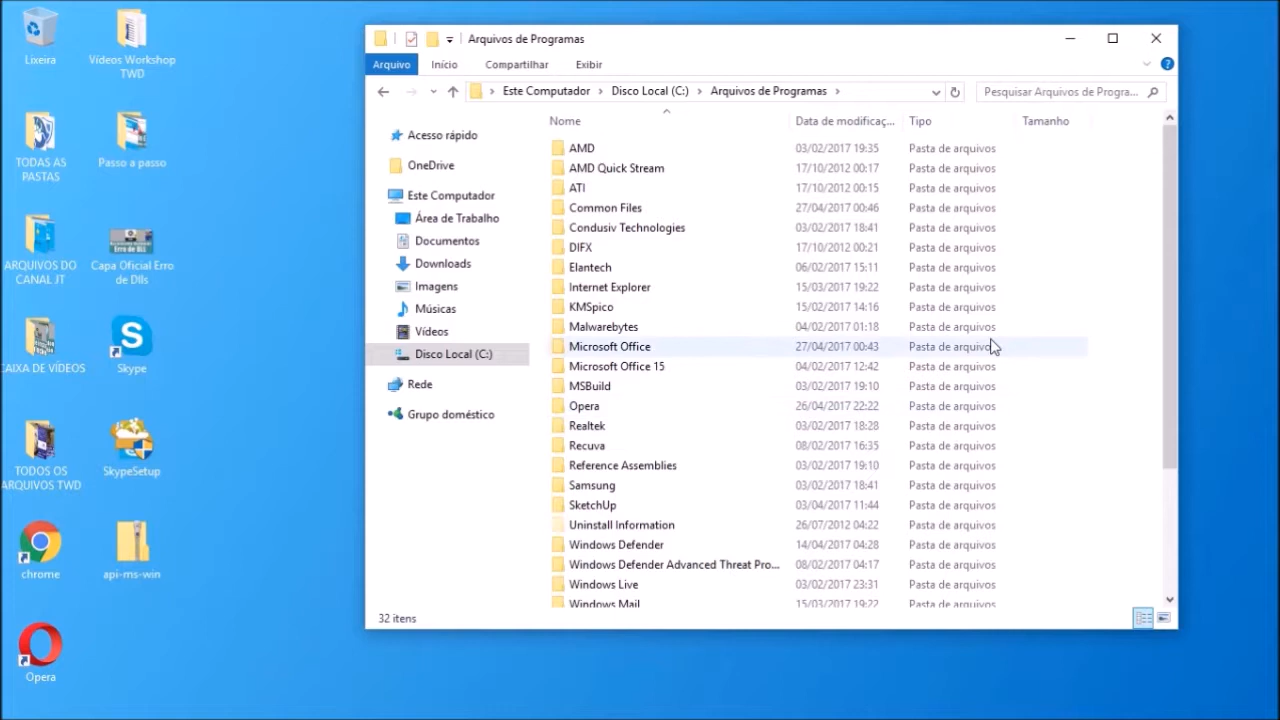 Lixeira
Vídeos Workshop
TWD
TODAS AS
PASTAS
Passo a passo
ARQUIVOS DO
CANAL JT
Capa Oficial Erro
de Dlls
CAIXA DE VÍDEOS
Skype
TODOS OS
ARQUIVOS TWD
SkypeSetup
chrome
api-ms-win
Opera
Arquivos de Programas
Arquivo Início Compartilhar Exibir
Este Computador Disco Local (C:) Arquivos de Programas
Pesquisar Arquivos de Progra...
Acesso rápido
OneDrive
Este Computador
Área de Trabalho
Documentos
Downloads
Imagens
Músicas
Vídeos
Disco Local (C:)
Rede
Grupo doméstico
Nome Data de modificaç... Tipo Tamanho
AMD 03/02/2017 19:35 Pasta de arquivos
AMD Quick Stream 17/10/2012 00:17 Pasta de arquivos
ATI 17/10/2012 00:15 Pasta de arquivos
Common Files 27/04/2017 00:46 Pasta de arquivos
Condusiv Technologies 03/02/2017 18:41 Pasta de arquivos
DIFX 17/10/2012 00:21 Pasta de arquivos
Elantech 06/02/2017 15:11 Pasta de arquivos
Internet Explorer 15/03/2017 19:22 Pasta de arquivos
KMSpico 15/02/2017 14:16 Pasta de arquivos
Malwarebytes 04/02/2017 01:18 Pasta de arquivos
Microsoft Office 27/04/2017 00:43 Pasta de arquivos
Microsoft Office 15 04/02/2017 12:42 Pasta de arquivos
MSBuild 03/02/2017 19:10 Pasta de arquivos
Opera 26/04/2017 22:22 Pasta de arquivos
Realtek 03/02/2017 18:28 Pasta de arquivos
Recuva 08/02/2017 16:35 Pasta de arquivos
Reference Assemblies 03/02/2017 19:10 Pasta de arquivos
Samsung 03/02/2017 18:41 Pasta de arquivos
SketchUp 03/04/2017 11:44 Pasta de arquivos
Uninstall Information 26/07/2012 04:22 Pasta de arquivos
Windows Defender 14/04/2017 04:28 Pasta de arquivos
Windows Defender Advanced Threat Pro... 08/02/2017 04:17 Pasta de arquivos
Windows Live 03/02/2017 23:31 Pasta de arquivos
Windows Mail 15/03/2017 19:22 Pasta de arquivos
32 itens